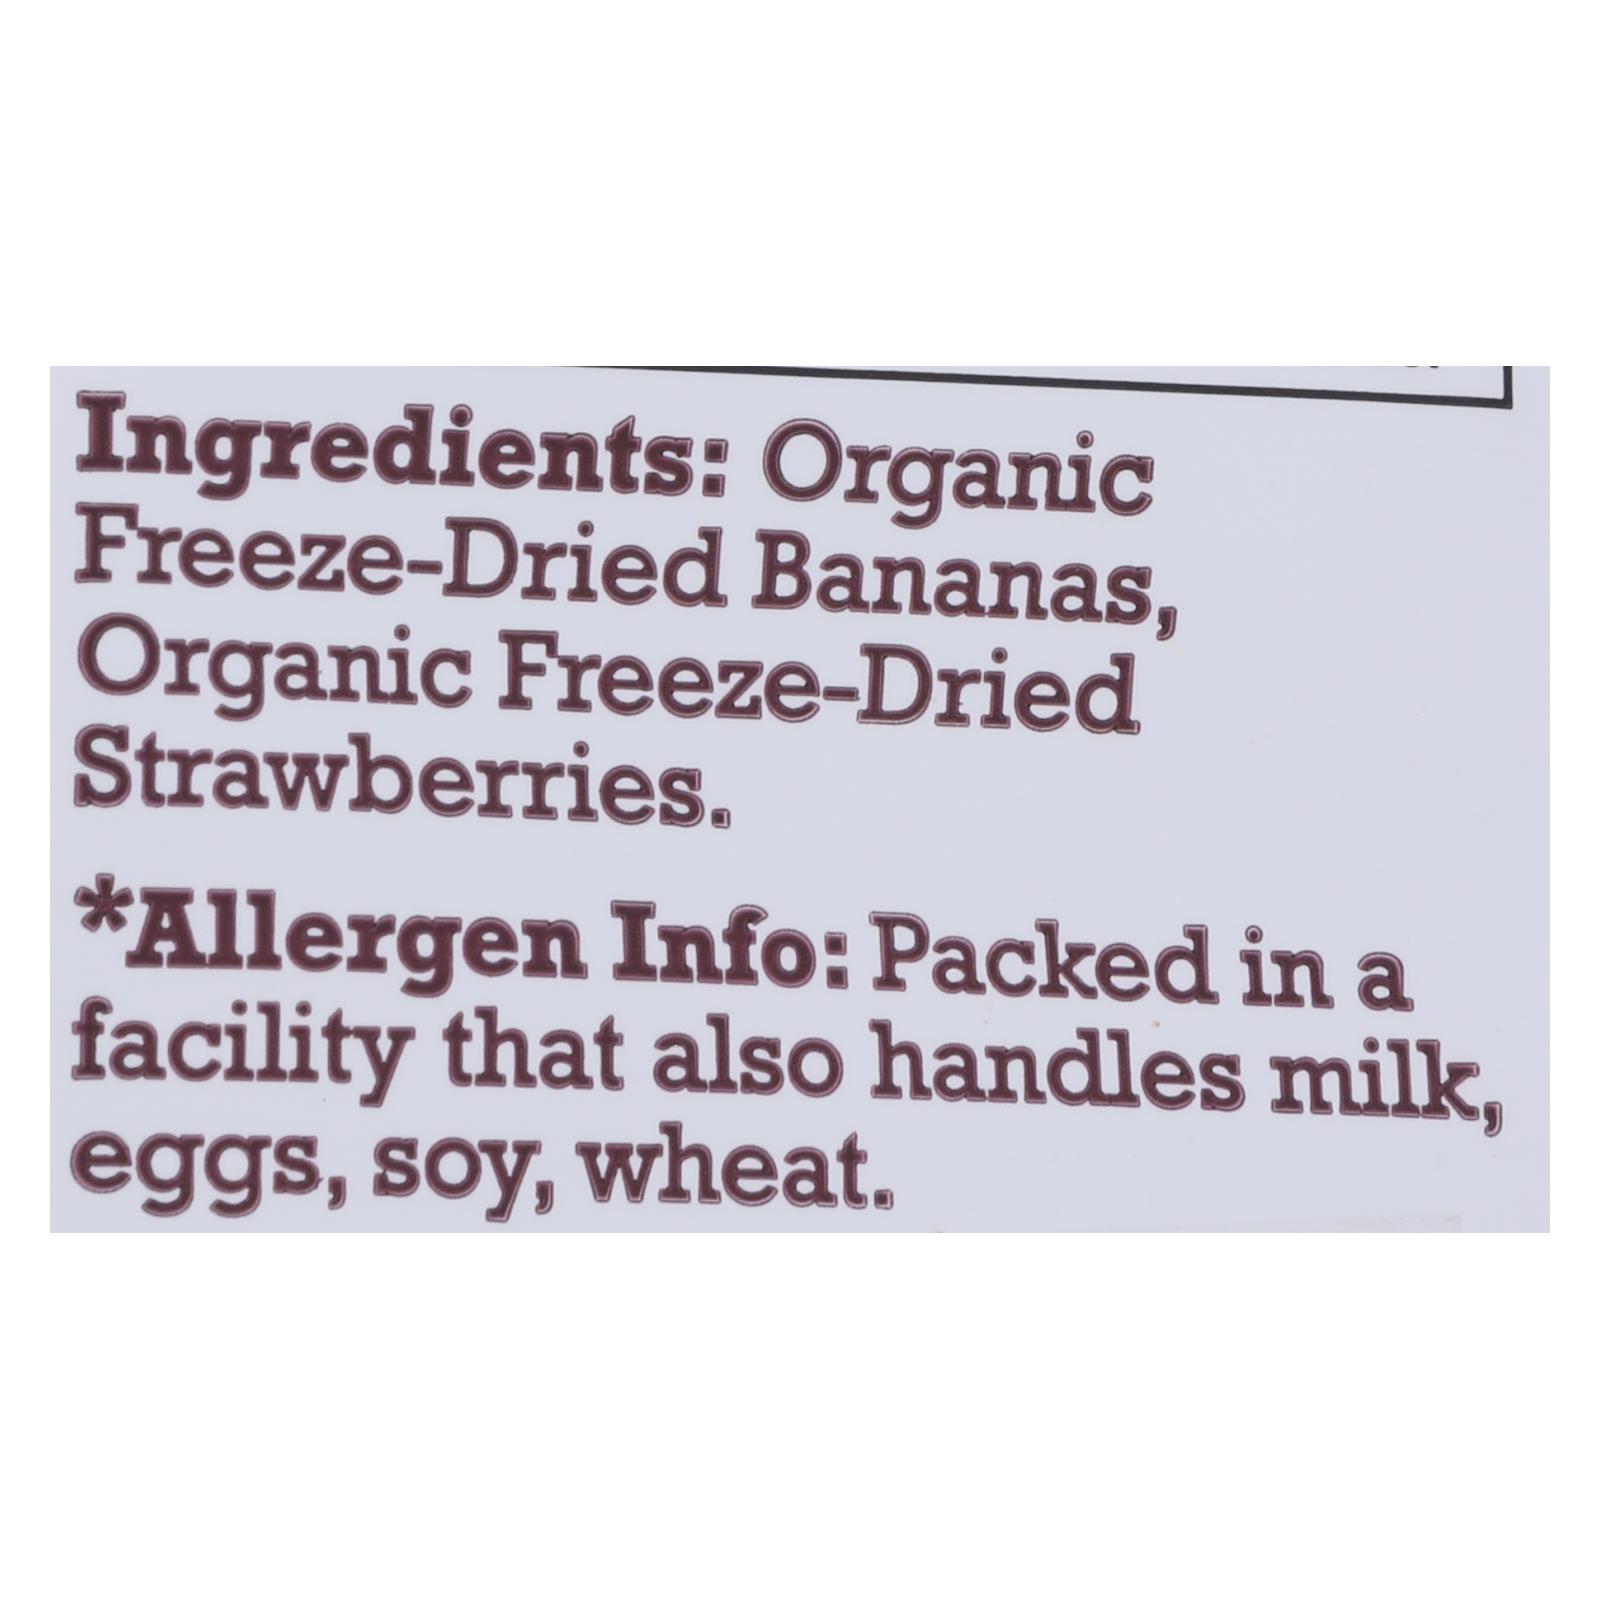 Ingredients: Organic
Freeze-Dried Bananas,
Organic Freeze-Dried
Strawberries.
*Allergen Info: Packed in a
facility that also handles milk,
eggs, soy, wheat.